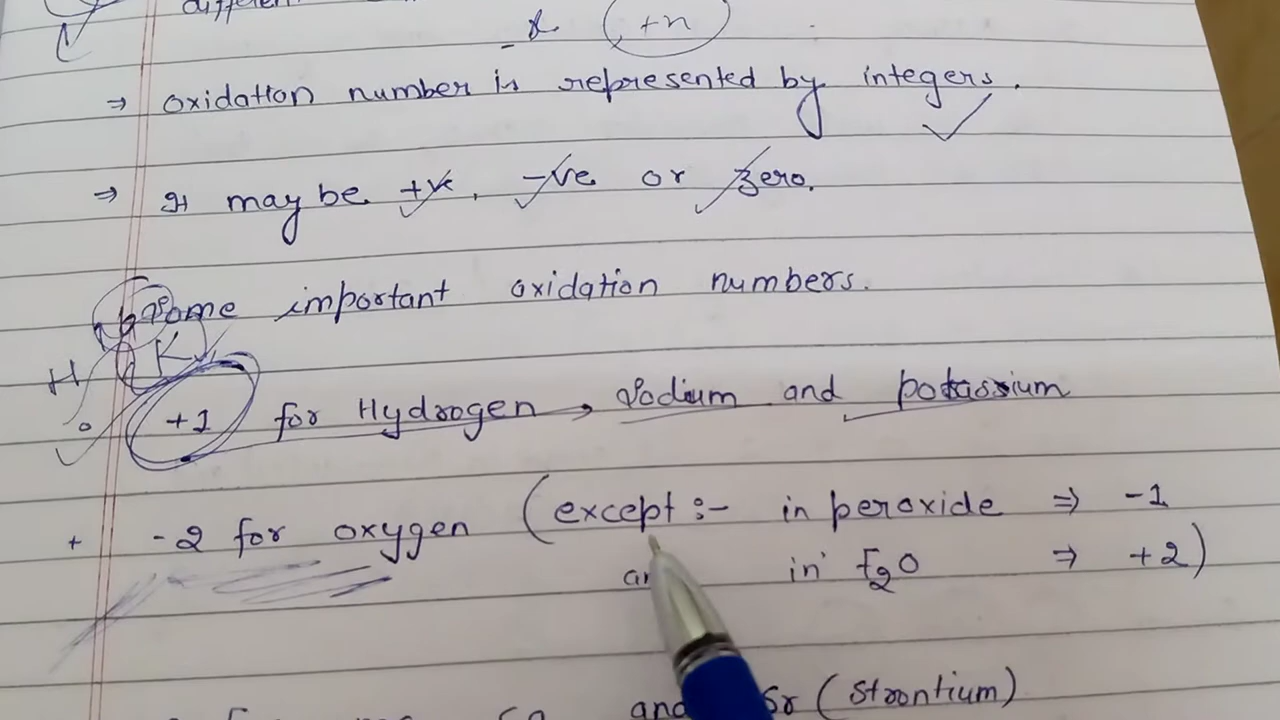 differen
(+n)
⇒ oxidation number is represented by integers.
⇒ It may be +ve, -ve or zero.
Some important oxidation numbers.
H K
+1 for Hydrogen, Sodium and potassium
-2 for oxygen (except :- in peroxide ⇒ -1
in F2O ⇒ +2)
and Sr (Strontium)